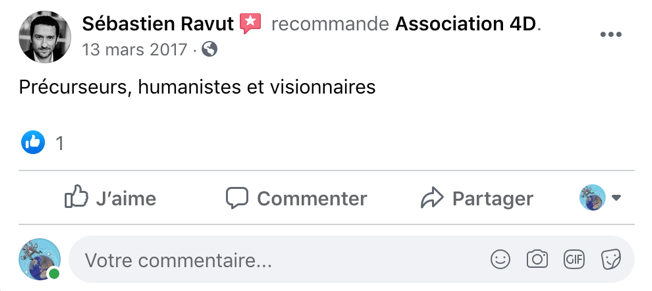 Sébastien Ravut recommande Association 4D.
13 mars 2017 ·
Précurseurs, humanistes et visionnaires
1
J’aime Commenter Partager
Votre commentaire... GIF